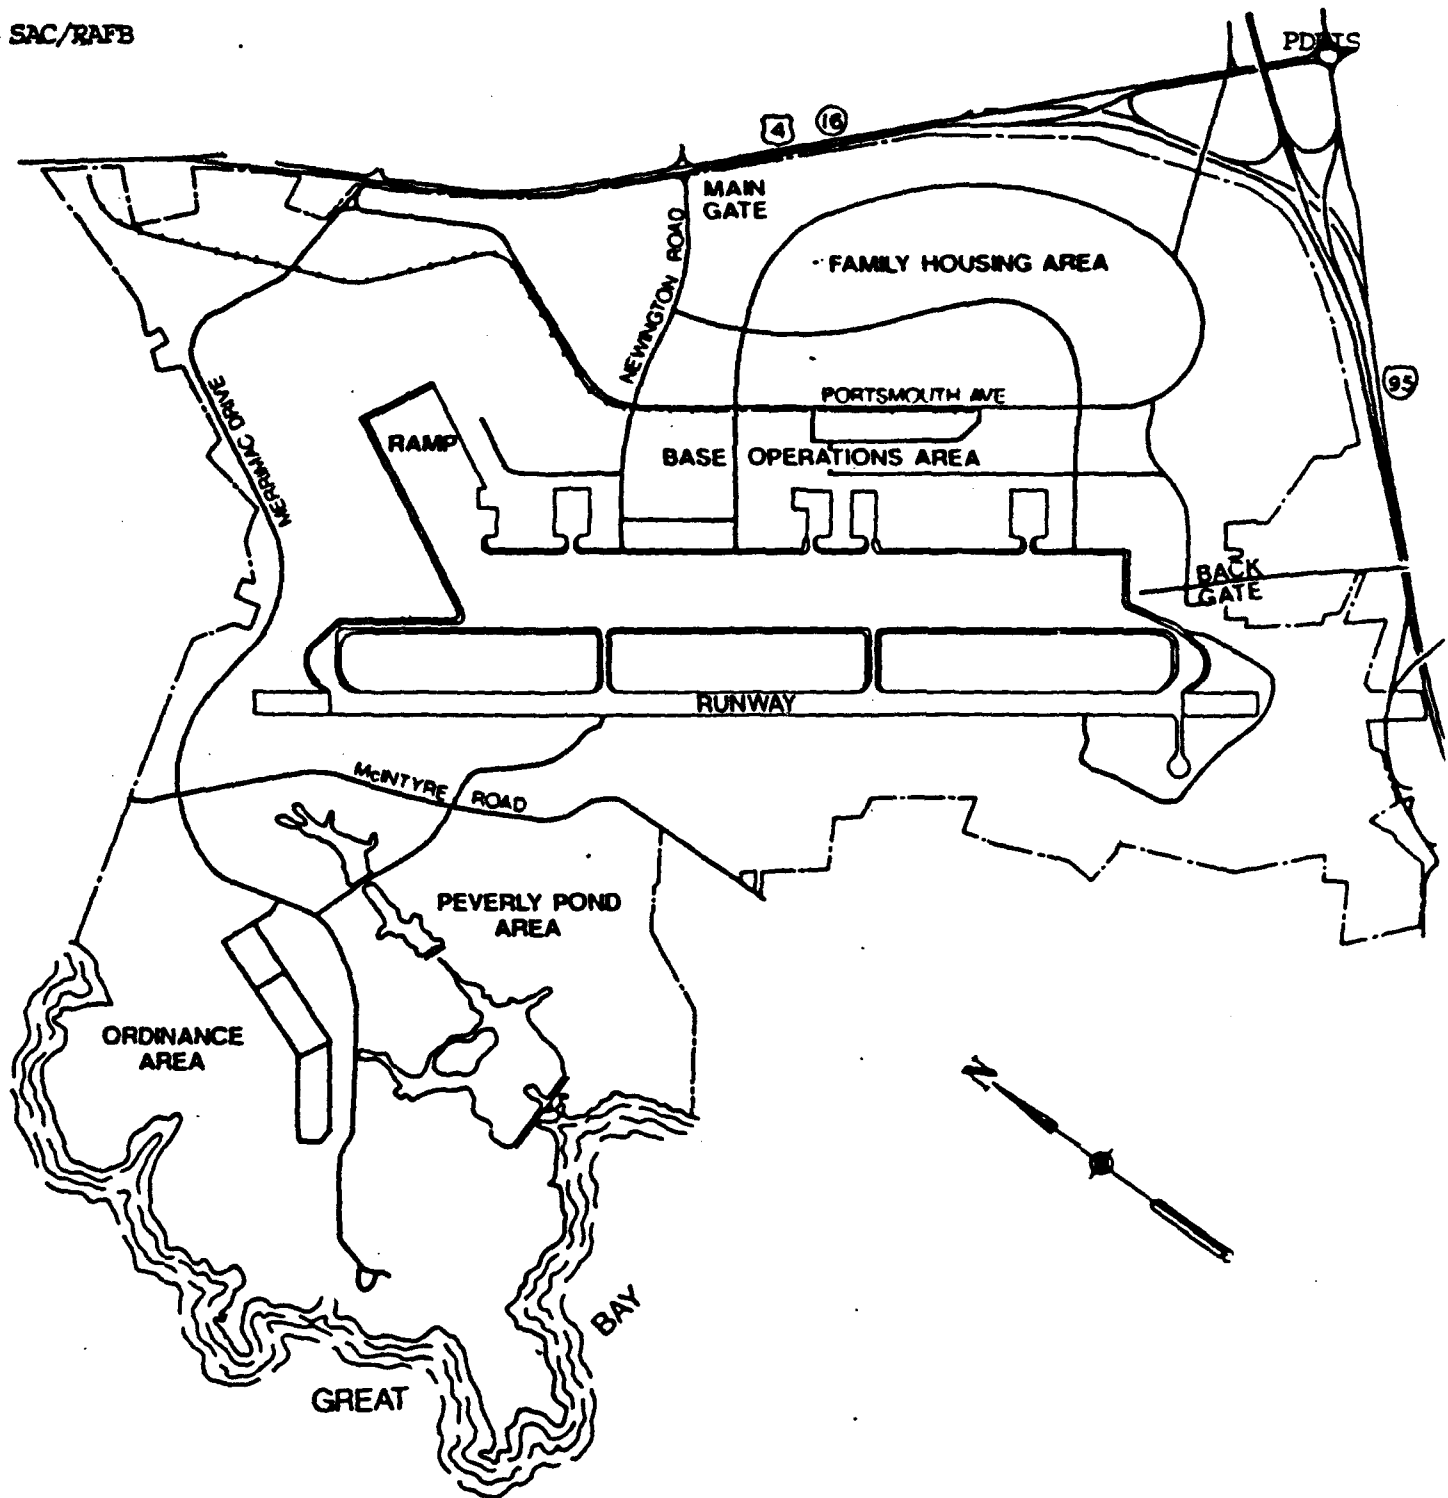 SAC/RAFB
4
16
MAIN
GATE
NEWINGTON ROAD
FAMILY HOUSING AREA
95
MERRIMAC DRIVE
PORTSMOUTH AVE
RAMP
BASE OPERATIONS AREA
BACK
GATE
RUNWAY
McINTYRE ROAD
PEVERLY POND
AREA
ORDINANCE
AREA
N
BAY
GREAT